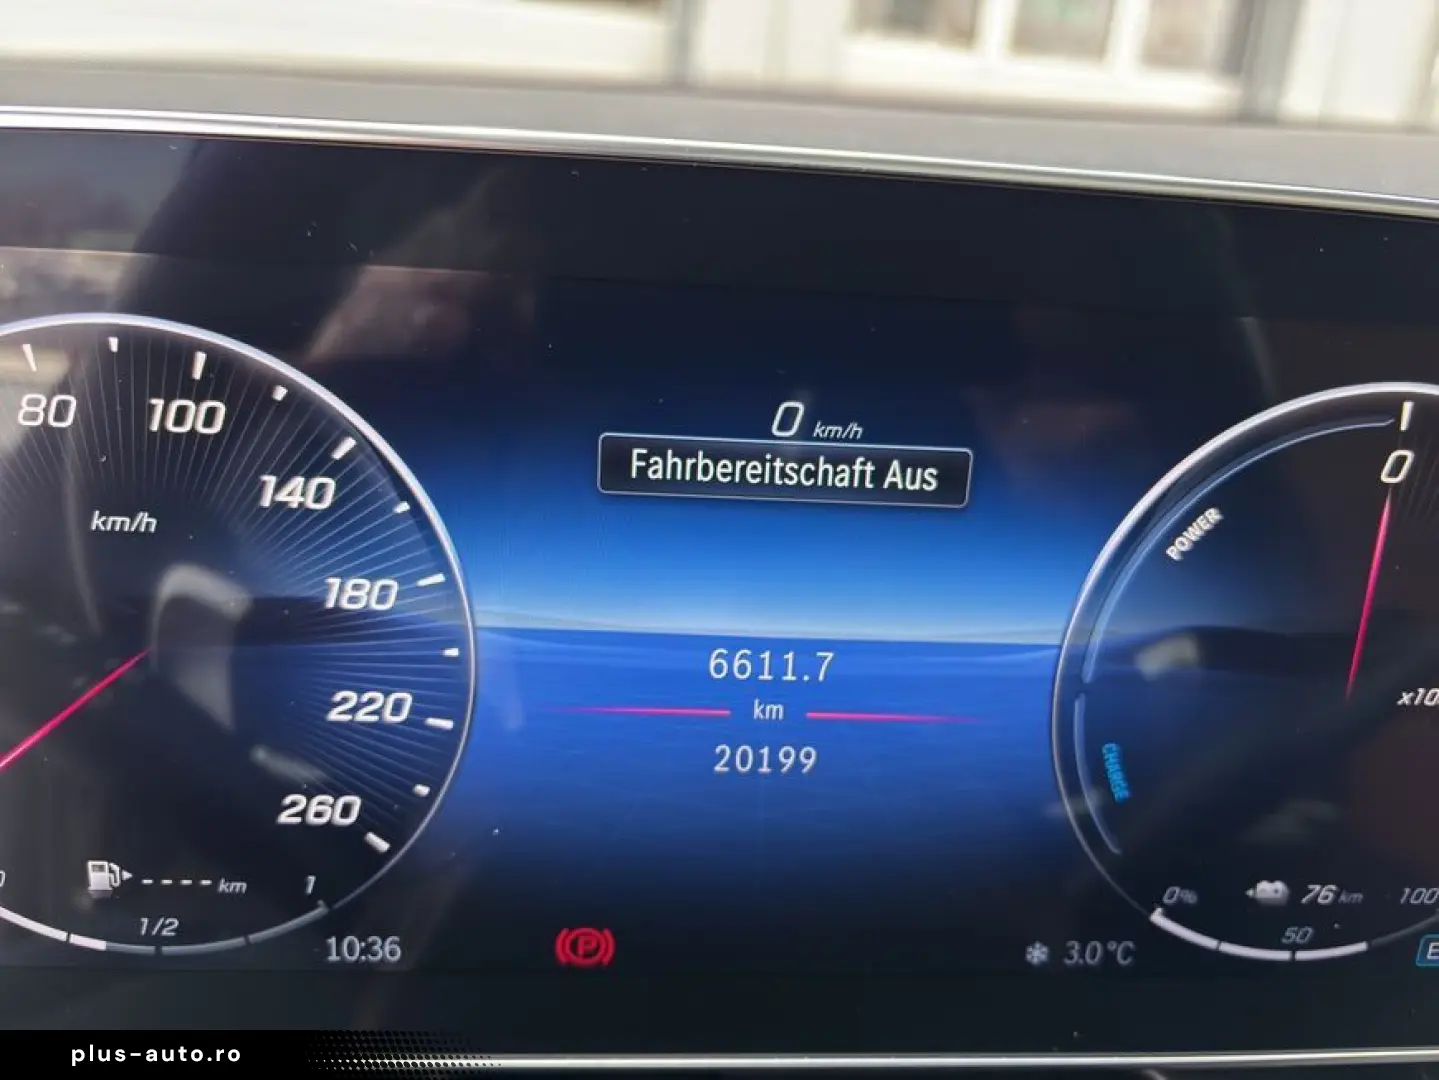 0 km/h
Fahrbereitschaft Aus
80
100
140
km/h
180
220
260
6611.7
km
20199
0
POWER
x10
CHARGE
0
---- km
1
1/2
10:36
P
3.0°C
0%
76 km
100
50
E
plus-auto.ro